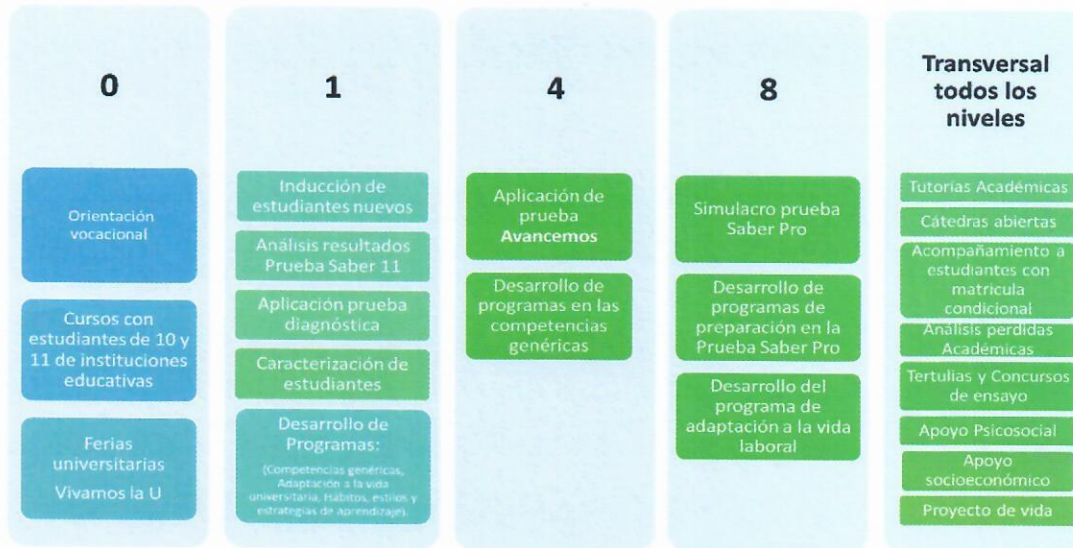 0
Orientación
vocacional
Cursos con
estudiantes de 10 y
11 de instituciones
educativas
Ferias
universitarias
Vivamos la U
1
Inducción de
estudiantes nuevos
Análisis resultados
Prueba Saber 11
Aplicación prueba
diagnóstica
Caracterización de
estudiantes
Desarrollo de
Programas:
(Competencias genéricas,
Adaptación a la vida
universitaria, Hábitos, estilos y
estrategias de aprendizaje).
4
Aplicación de
prueba
Avancemos
Desarrollo de
programas en las
competencias
genéricas
8
Simulacro prueba
Saber Pro
Desarrollo de
programas de
preparación en la
Prueba Saber Pro
Desarrollo del
programa de
adaptación a la vida
laboral
Transversal
todos los
niveles
Tutorías Académicas
Cátedras abiertas
Acompañamiento a
estudiantes con
matricula
condicional
Análisis perdidas
Académicas
Tertulias y Concursos
de ensayo
Apoyo Psicosocial
Apoyo
socioeconómico
Proyecto de vida